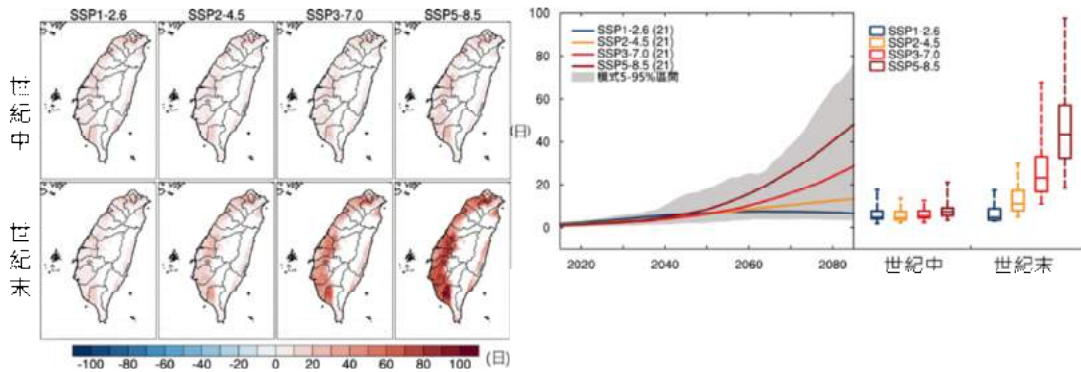 SSP1-2.6 SSP2-4.5 SSP3-7.0 SSP5-8.5
世紀中
世紀末
-100 -80 -60 -40 -20 0 20 40 60 80 100 (日)
100
80
60
40
20
0
(日)
SSP1-2.6 (21)
SSP2-4.5 (21)
SSP3-7.0 (21)
SSP5-8.5 (21)
模式5-95%區間
2020 2040 2060 2080
SSP1-2.6
SSP2-4.5
SSP3-7.0
SSP5-8.5
世紀中 世紀末